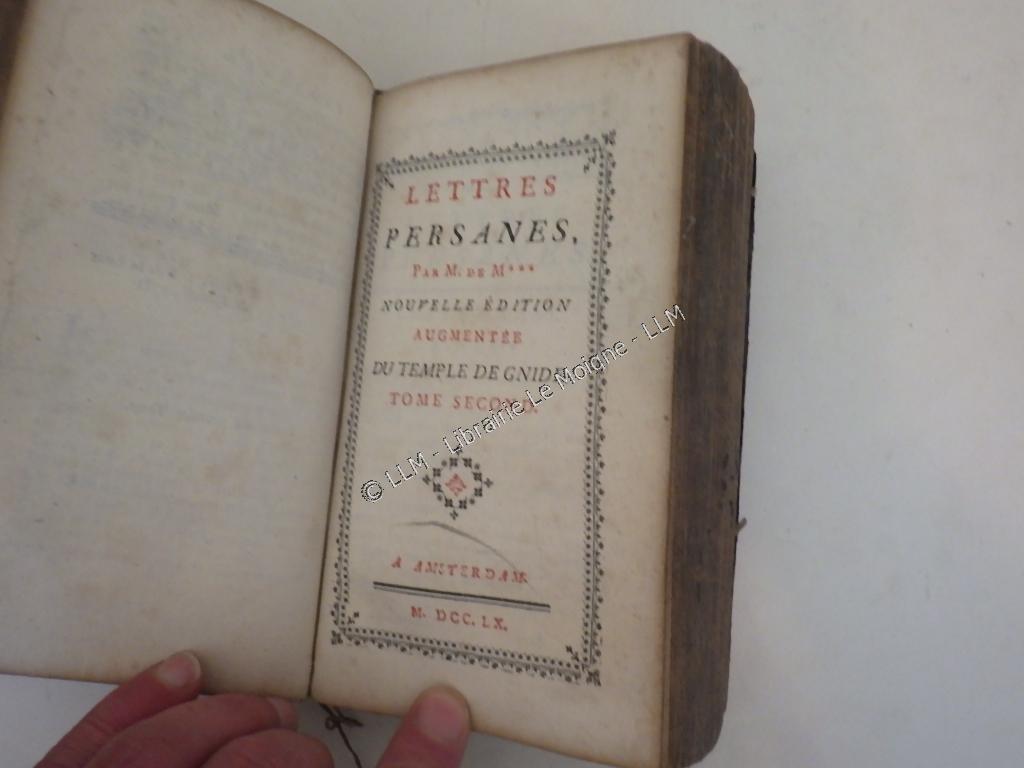 LETTRES
PERSANES,
PAR M. DE M***
NOUVELLE ÉDITION
AUGMENTÉE
DU TEMPLE DE GNIDE
TOME SECOND.
© LLM - Librairie Le Moigne - LLM
A AMSTERDAM.
M. DCC. LX.